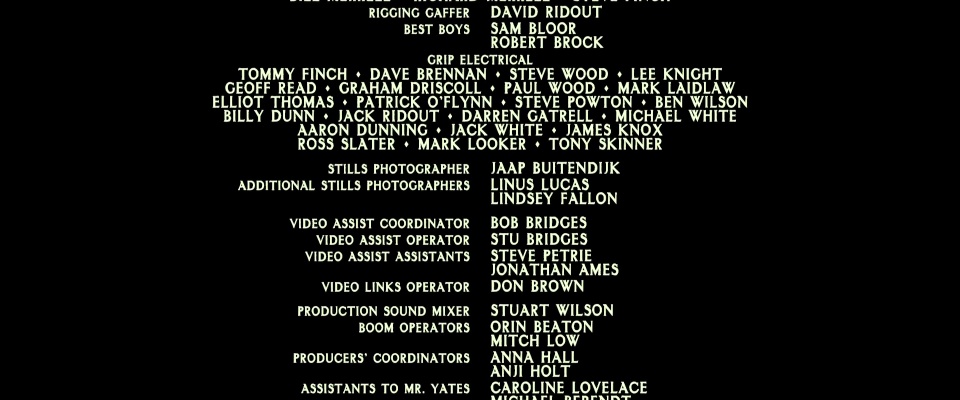 RIGGING GAFFER DAVID RIDOUT
BEST BOYS SAM BLOOR
ROBERT BROCK
GRIP ELECTRICAL
TOMMY FINCH • DAVE BRENNAN • STEVE WOOD • LEE KNIGHT
GEOFF READ • GRAHAM DRISCOLL • PAUL WOOD • MARK LAIDLAW
ELLIOT THOMAS • PATRICK O'FLYNN • STEVE POWTON • BEN WILSON
BILLY DUNN • JACK RIDOUT • DARREN GATRELL • MICHAEL WHITE
AARON DUNNING • JACK WHITE • JAMES KNOX
ROSS SLATER • MARK LOOKER • TONY SKINNER
STILLS PHOTOGRAPHER JAAP BUITENDIJK
ADDITIONAL STILLS PHOTOGRAPHERS LINUS LUCAS
LINDSEY FALLON
VIDEO ASSIST COORDINATOR BOB BRIDGES
VIDEO ASSIST OPERATOR STU BRIDGES
VIDEO ASSIST ASSISTANTS STEVE PETRIE
JONATHAN AMES
VIDEO LINKS OPERATOR DON BROWN
PRODUCTION SOUND MIXER STUART WILSON
BOOM OPERATORS ORIN BEATON
MITCH LOW
PRODUCERS' COORDINATORS ANNA HALL
ANJI HOLT
ASSISTANTS TO MR. YATES CAROLINE LOVELACE